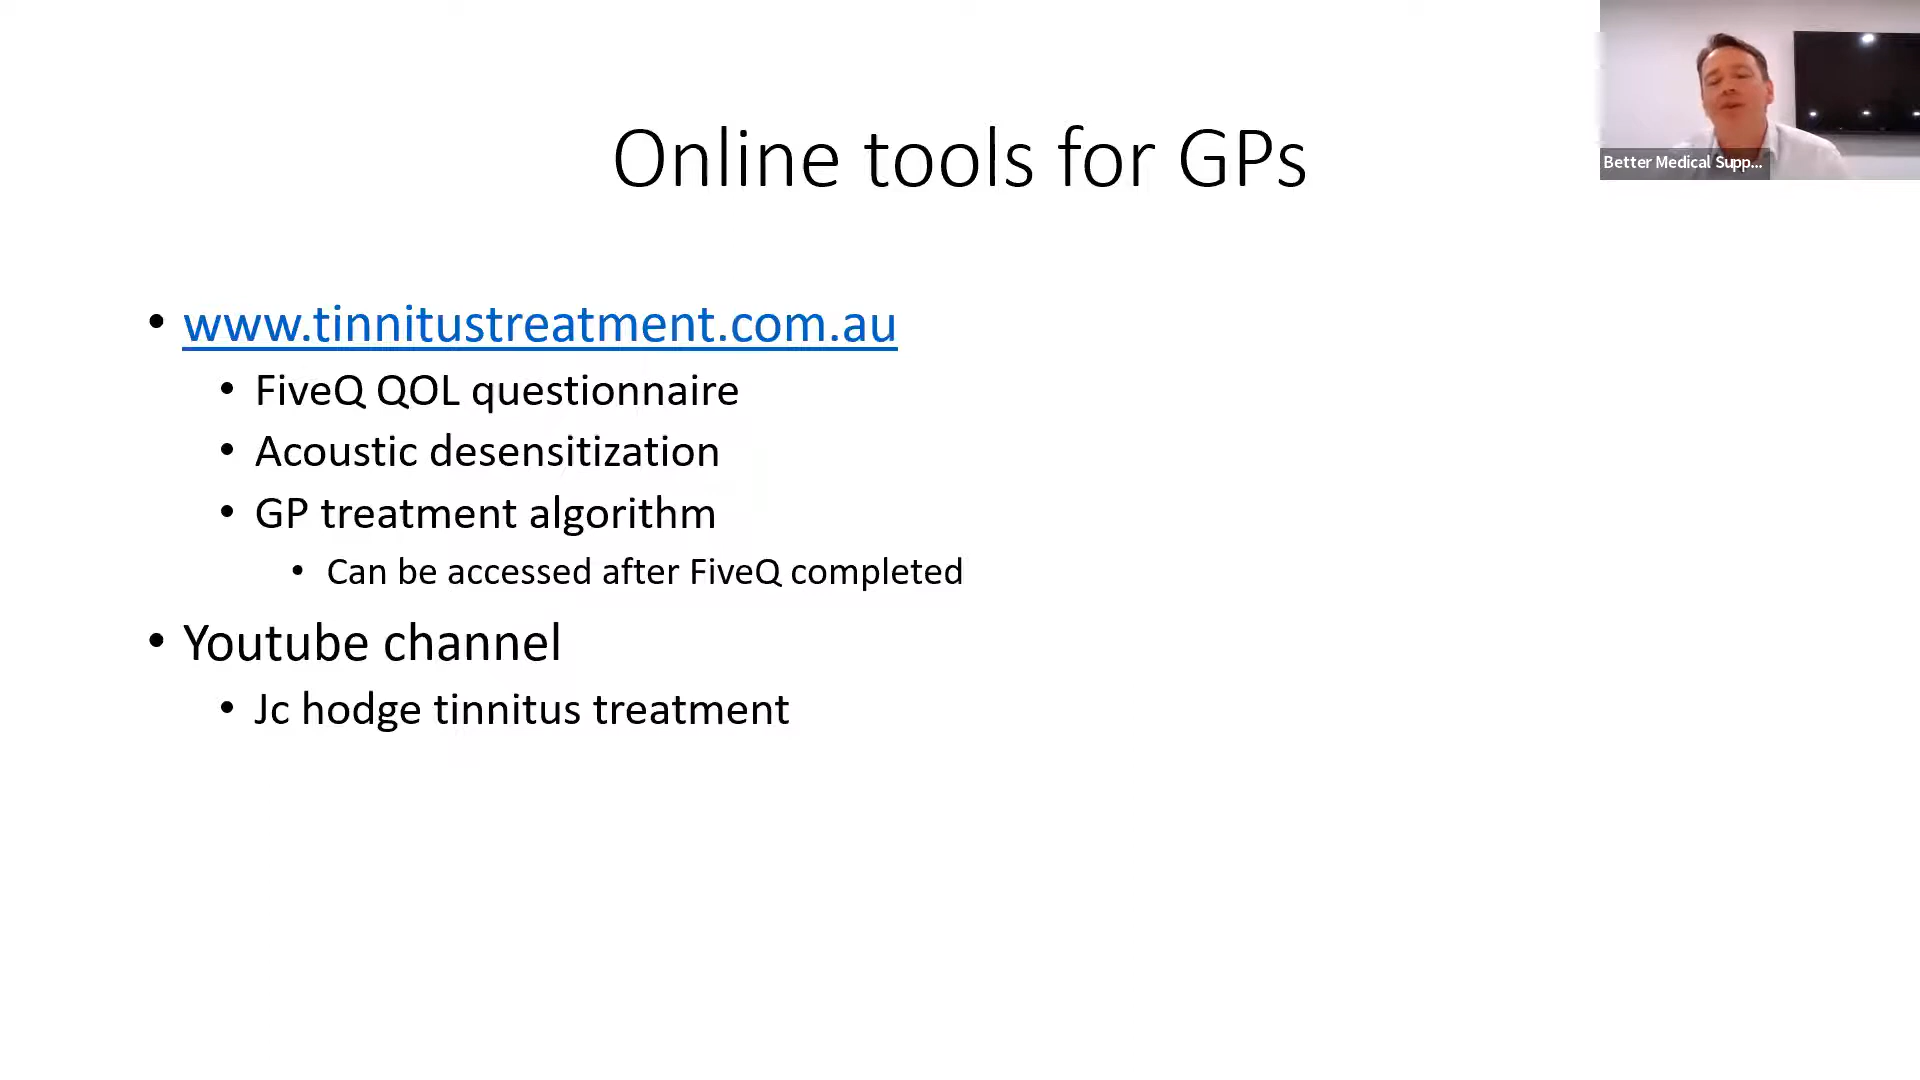 Online tools for GPs
Better Medical Supp...
• www.tinnitustreatment.com.au
• FiveQ QOL questionnaire
• Acoustic desensitization
• GP treatment algorithm
• Can be accessed after FiveQ completed
• Youtube channel
• Jc hodge tinnitus treatment